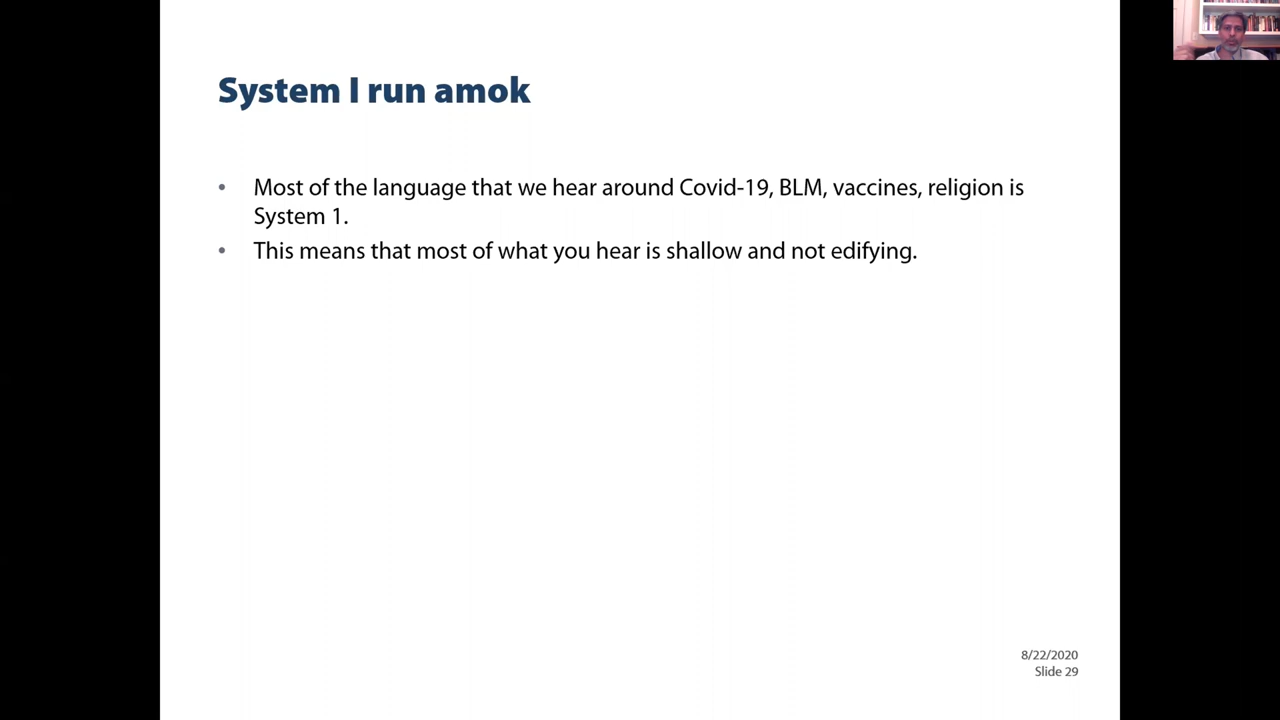 System I run amok
• Most of the language that we hear around Covid-19, BLM, vaccines, religion is
System 1.
• This means that most of what you hear is shallow and not edifying.
8/22/2020
Slide 29